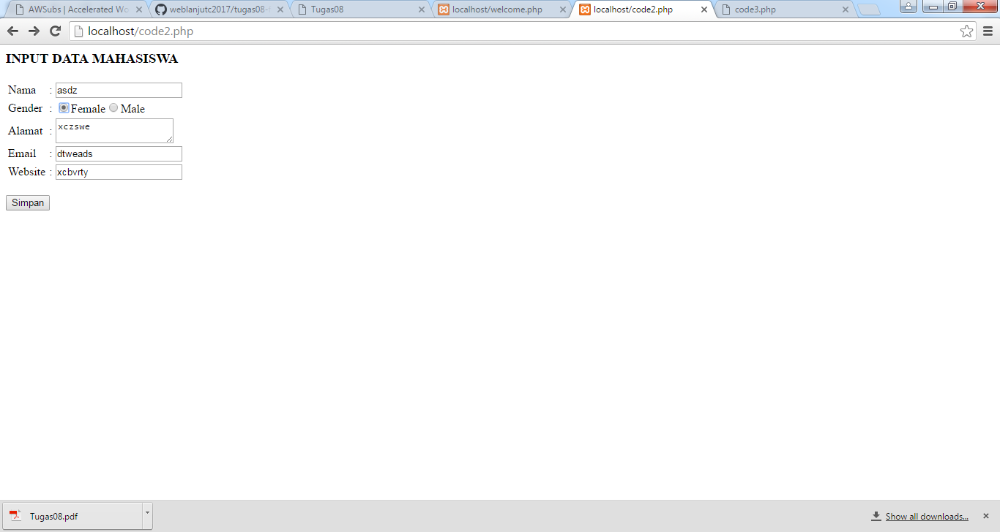 AWSubs | Accelerated Wo
weblanjutc2017/tugas08-
Tugas08
localhost/welcome.php
localhost/code2.php
code3.php
localhost/code2.php
INPUT DATA MAHASISWA
Nama : asdz
Gender : Female Male
Alamat : xczswe
Email : dtweads
Website : xcbvrty
Simpan
Tugas08.pdf
Show all downloads...